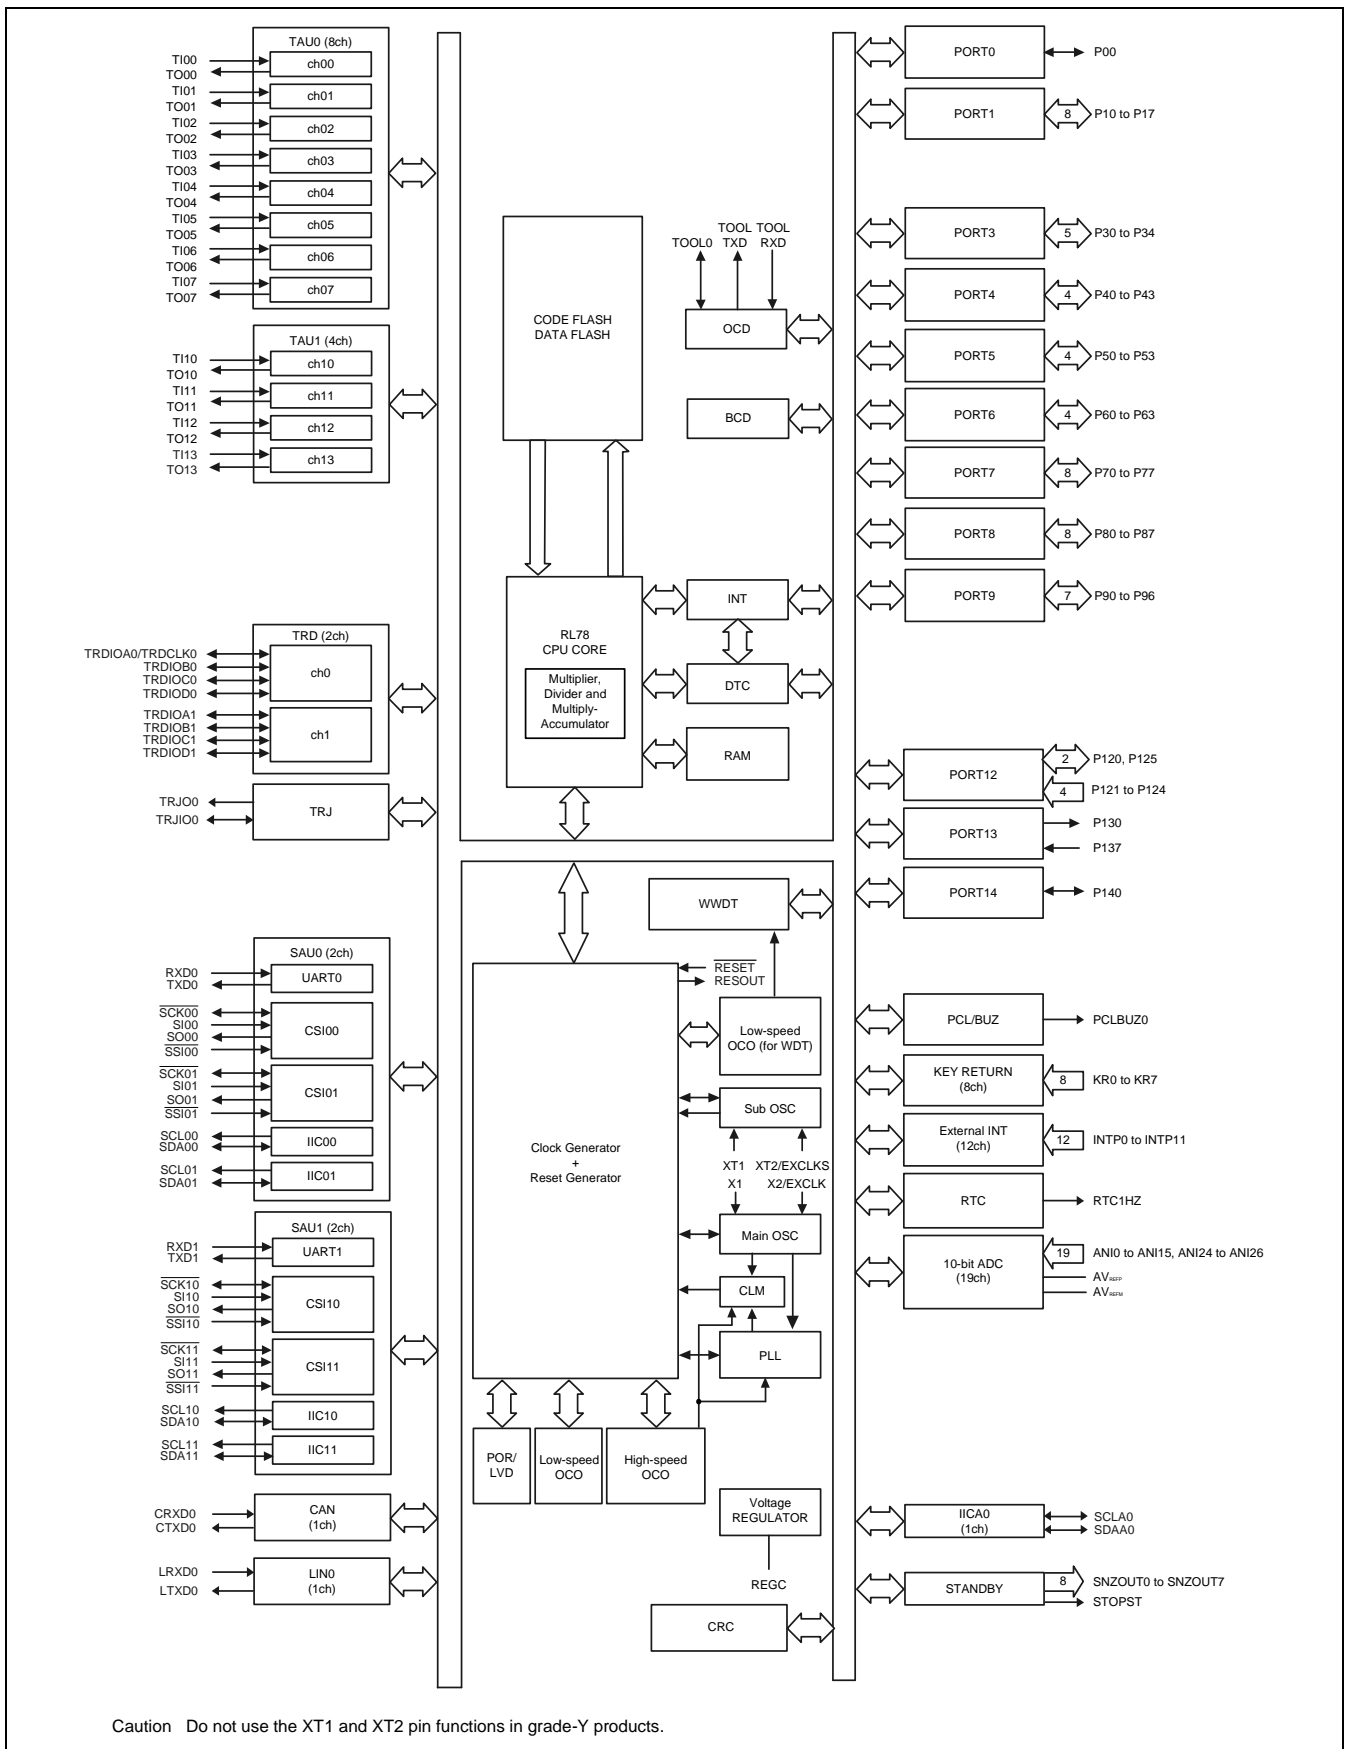 TAU0 (8ch)
TI00
TO00
ch00
TI01
TO01
ch01
TI02
TO02
ch02
TI03
TO03
ch03
TI04
TO04
ch04
TI05
TO05
ch05
TI06
TO06
ch06
TI07
TO07
ch07
TAU1 (4ch)
TI10
TO10
ch10
TI11
TO11
ch11
TI12
TO12
ch12
TI13
TO13
ch13
TRD (2ch)
TRDIOA0/TRDCLK0
TRDIOB0
TRDIOC0
TRDIOD0
ch0
TRDIOA1
TRDIOB1
TRDIOC1
TRDIOD1
ch1
TRJO0
TRJIO0
TRJ
SAU0 (2ch)
RXD0
TXD0
UART0
SCK00
SI00
SO00
SSI00
CSI00
SCK01
SI01
SO01
SSI01
CSI01
SCL00
SDA00
IIC00
SCL01
SDA01
IIC01
SAU1 (2ch)
RXD1
TXD1
UART1
SCK10
SI10
SO10
SSI10
CSI10
SCK11
SI11
SO11
SSI11
CSI11
SCL10
SDA10
IIC10
SCL11
SDA11
IIC11
CRXD0
CTXD0
CAN
(1ch)
LRXD0
LTXD0
LIN0
(1ch)
CODE FLASH
DATA FLASH
TOOL0
TOOL
TXD
TOOL
RXD
OCD
BCD
RL78
CPU CORE
Multiplier,
Divider and
Multiply-
Accumulator
INT
DTC
RAM
WWDT
RESET
RESOUT
Low-speed
OCO (for WDT)
Clock Generator
+
Reset Generator
Sub OSC
XT1 XT2/EXCLKS
X1 X2/EXCLK
Main OSC
CLM
PLL
POR/
LVD
Low-speed
OCO
High-speed
OCO
Voltage
REGULATOR
REGC
CRC
PORT0
P00
PORT1
8
P10 to P17
PORT3
5
P30 to P34
PORT4
4
P40 to P43
PORT5
4
P50 to P53
PORT6
4
P60 to P63
PORT7
8
P70 to P77
PORT8
8
P80 to P87
PORT9
7
P90 to P96
PORT12
2
P120, P125
4
P121 to P124
PORT13
P130
P137
PORT14
P140
PCL/BUZ
PCLBUZ0
KEY RETURN
(8ch)
8
KR0 to KR7
External INT
(12ch)
12
INTP0 to INTP11
RTC
RTC1HZ
10-bit ADC
(19ch)
19
ANI0 to ANI15, ANI24 to ANI26
AVREFP
AVREFM
IICA0
(1ch)
SCLA0
SDAA0
STANDBY
8
SNZOUT0 to SNZOUT7
STOPST
Caution Do not use the XT1 and XT2 pin functions in grade-Y products.